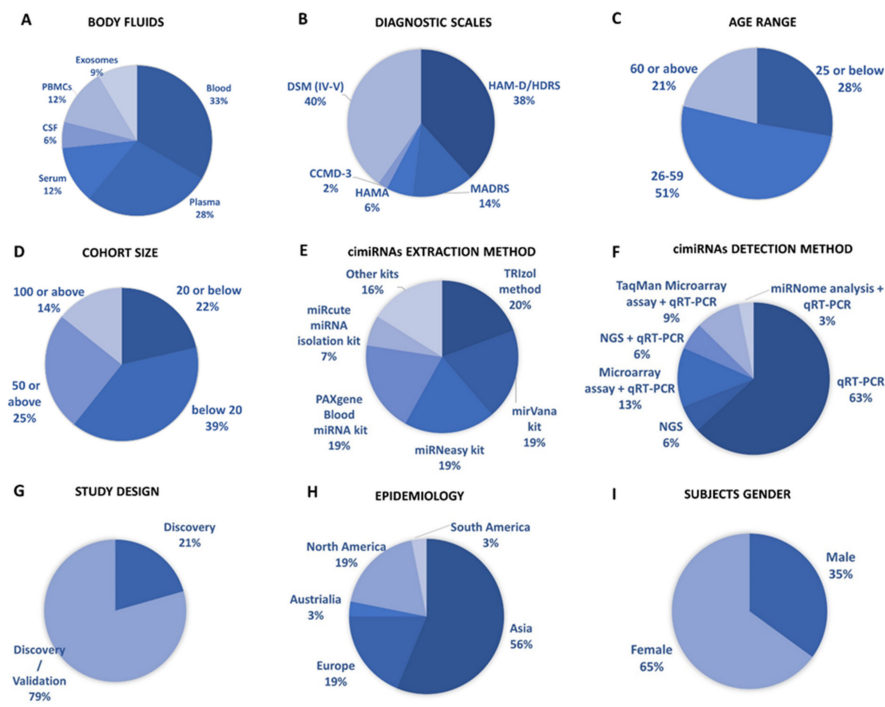 A
BODY FLUIDS
Exosomes
9%
PBMCs
12%
CSF
6%
Serum
12%
Blood
33%
Plasma
28%
B
DIAGNOSTIC SCALES
DSM (IV-V)
40%
HAM-D/HDRS
38%
CCMD-3
2%
HAMA
6%
MADRS
14%
C
AGE RANGE
60 or above
21%
25 or below
28%
26-59
51%
D
COHORT SIZE
100 or above
14%
20 or below
22%
50 or
above
25%
below 20
39%
E
cimiRNAs EXTRACTION METHOD
Other kits
16%
TRIzol
method
20%
miRcute
miRNA
isolation kit
7%
PAXgene
Blood
miRNA kit
19%
mirVana
kit
19%
miRNeasy kit
19%
F
cimiRNAs DETECTION METHOD
TaqMan Microarray
assay + qRT-PCR
9%
miRNome analysis +
qRT-PCR
3%
NGS + qRT-PCR
6%
Microarray
assay + qRT-PCR
13%
NGS
6%
qRT-PCR
63%
G
STUDY DESIGN
Discovery
21%
Discovery
/
Validation
79%
H
EPIDEMIOLOGY
South America
3%
North America
19%
Austrialia
3%
Europe
19%
Asia
56%
I
SUBJECTS GENDER
Male
35%
Female
65%